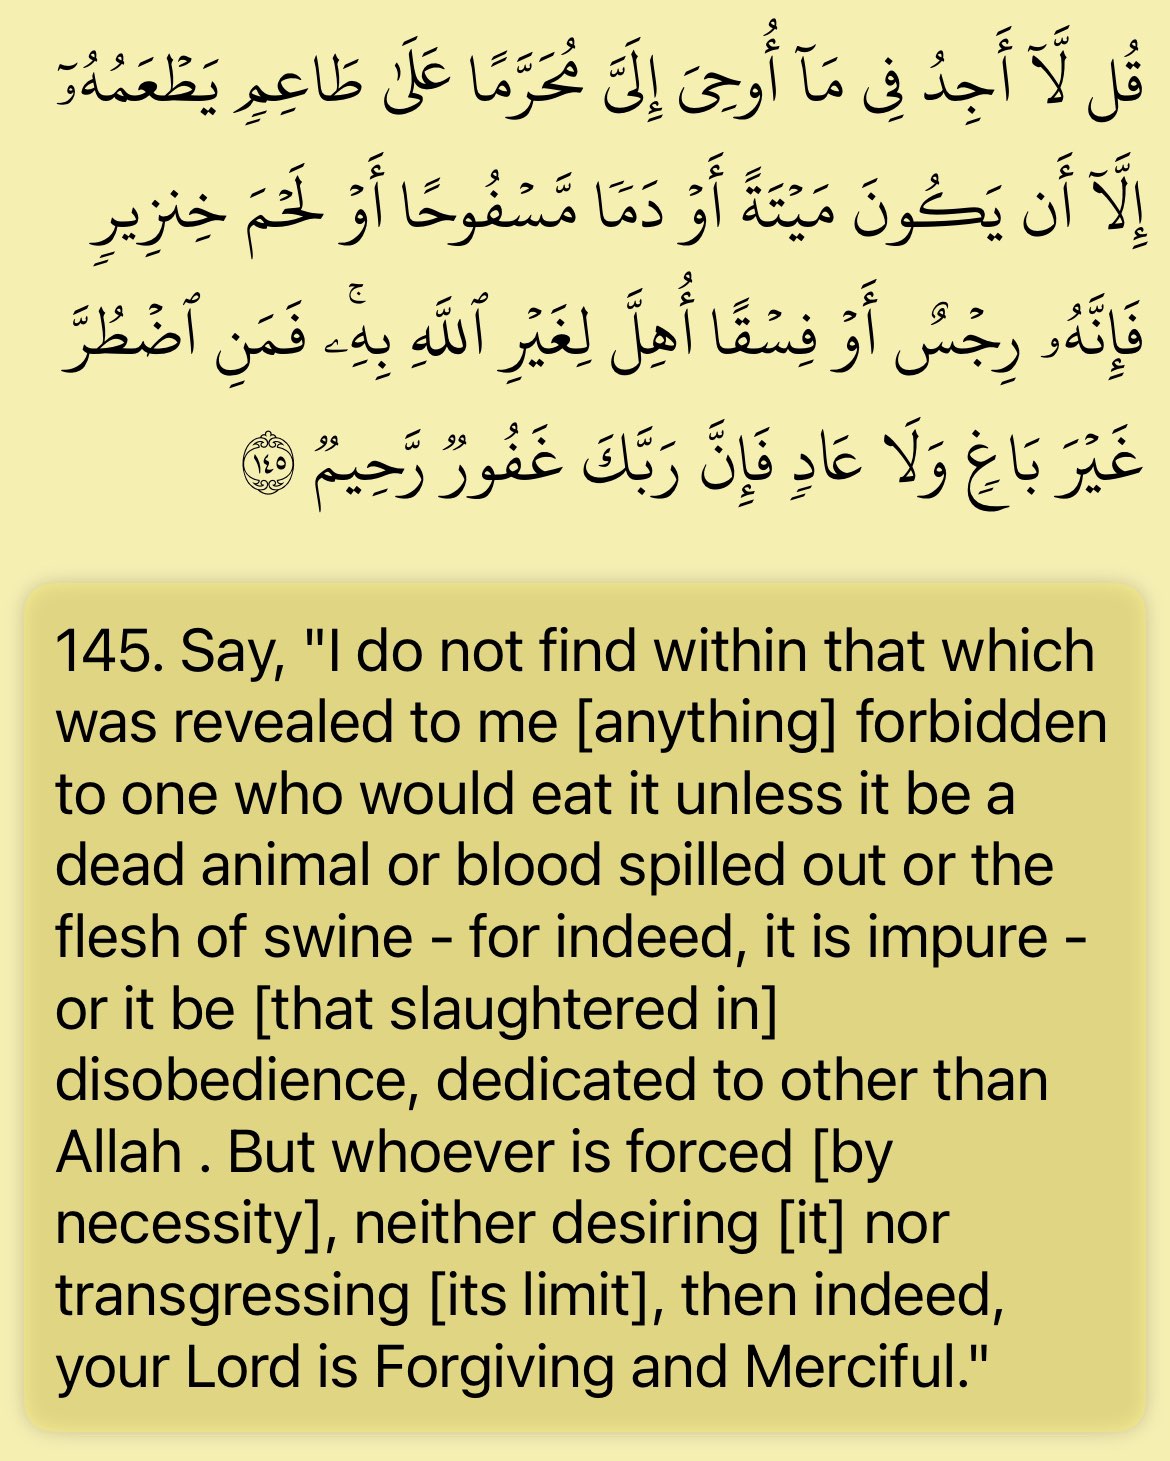 قُل لَّآ أَجِدُ فِى مَآ أُوحِىَ إِلَىَّ مُحَرَّمًا عَلَىٰ طَاعِمٍ يَطْعَمُهُۥٓ
إِلَّآ أَن يَكُونَ مَيْتَةً أَوْ دَمًا مَّسْفُوحًا أَوْ لَحْمَ خِنزِيرٍ
فَإِنَّهُۥ رِجْسٌ أَوْ فِسْقًا أُهِلَّ لِغَيْرِ ٱللَّهِ بِهِۦ ۚ فَمَنِ ٱضْطُرَّ
غَيْرَ بَاغٍ وَلَا عَادٍ فَإِنَّ رَبَّكَ غَفُورٌ رَّحِيمٌ ١٤٥
145. Say, "I do not find within that which
was revealed to me [anything] forbidden
to one who would eat it unless it be a
dead animal or blood spilled out or the
flesh of swine - for indeed, it is impure -
or it be [that slaughtered in]
disobedience, dedicated to other than
Allah . But whoever is forced [by
necessity], neither desiring [it] nor
transgressing [its limit], then indeed,
your Lord is Forgiving and Merciful."